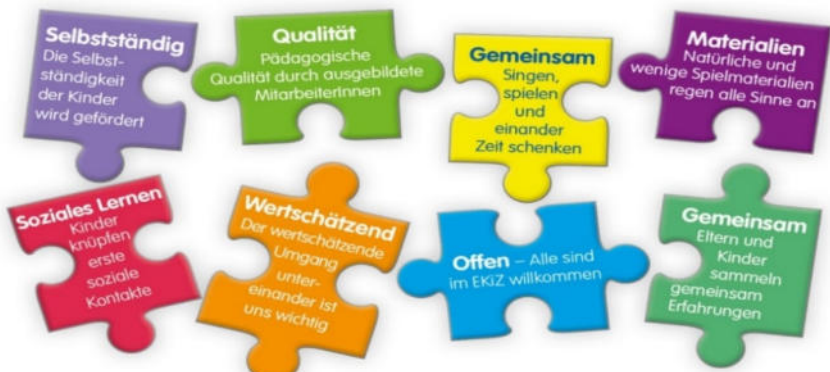 Selbstständig
Die Selbst-
ständigkeit
der Kinder
wird gefördert
Qualität
Pädagogische
Qualität durch ausgebildete
MitarbeiterInnen
Gemeinsam
Singen,
spielen
und
einander
Zeit schenken
Materialien
Natürliche und
wenige Spielmaterialien
regen alle Sinne an
Soziales Lernen
Kinder
knüpfen
erste
soziale
Kontakte
Wertschätzend
Der wertschätzende
Umgang
unter-
einander ist
uns wichtig
Offen – Alle sind
im EKiZ willkommen
Gemeinsam
Eltern und
Kinder
sammeln
gemeinsam
Erfahrungen